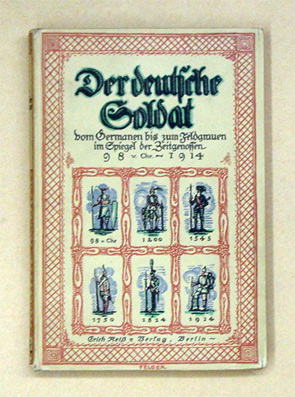 Der deutsche
Soldat
Vom Germanen bis zum Feldgrauen
im Spiegel der Zeitgenossen
98 v. Chr. ~ 1914
98 v. Chr 1200 1545
1750 1814 1914
Erich Reiß * Verlag, Berlin ~
FELGER